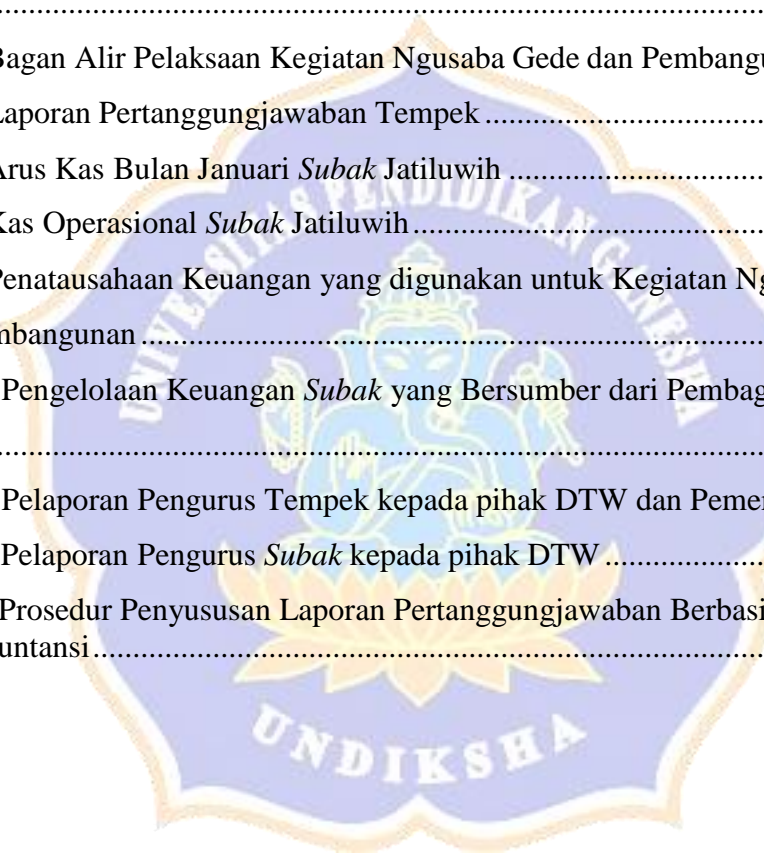 ...............................................................................................
Bagan Alir Pelaksaan Kegiatan Ngusaba Gede dan Pembangu
Laporan Pertanggungjawaban Tempek ...................................
Arus Kas Bulan Januari Subak Jatiluwih ................................
Kas Operasional Subak Jatiluwih ............................................
Penatausahaan Keuangan yang digunakan untuk Kegiatan Ng
mbangunan ...............................................................................
Pengelolaan Keuangan Subak yang Bersumber dari Pembag
...............................................................................................
Pelaporan Pengurus Tempek kepada pihak DTW dan Pemer
Pelaporan Pengurus Subak kepada pihak DTW ....................
Prosedur Penyususan Laporan Pertanggungjawaban Berbasi
untansi .....................................................................................
UNIVERSITAS PENDIDIKAN GANESHA
UNDIKSHA